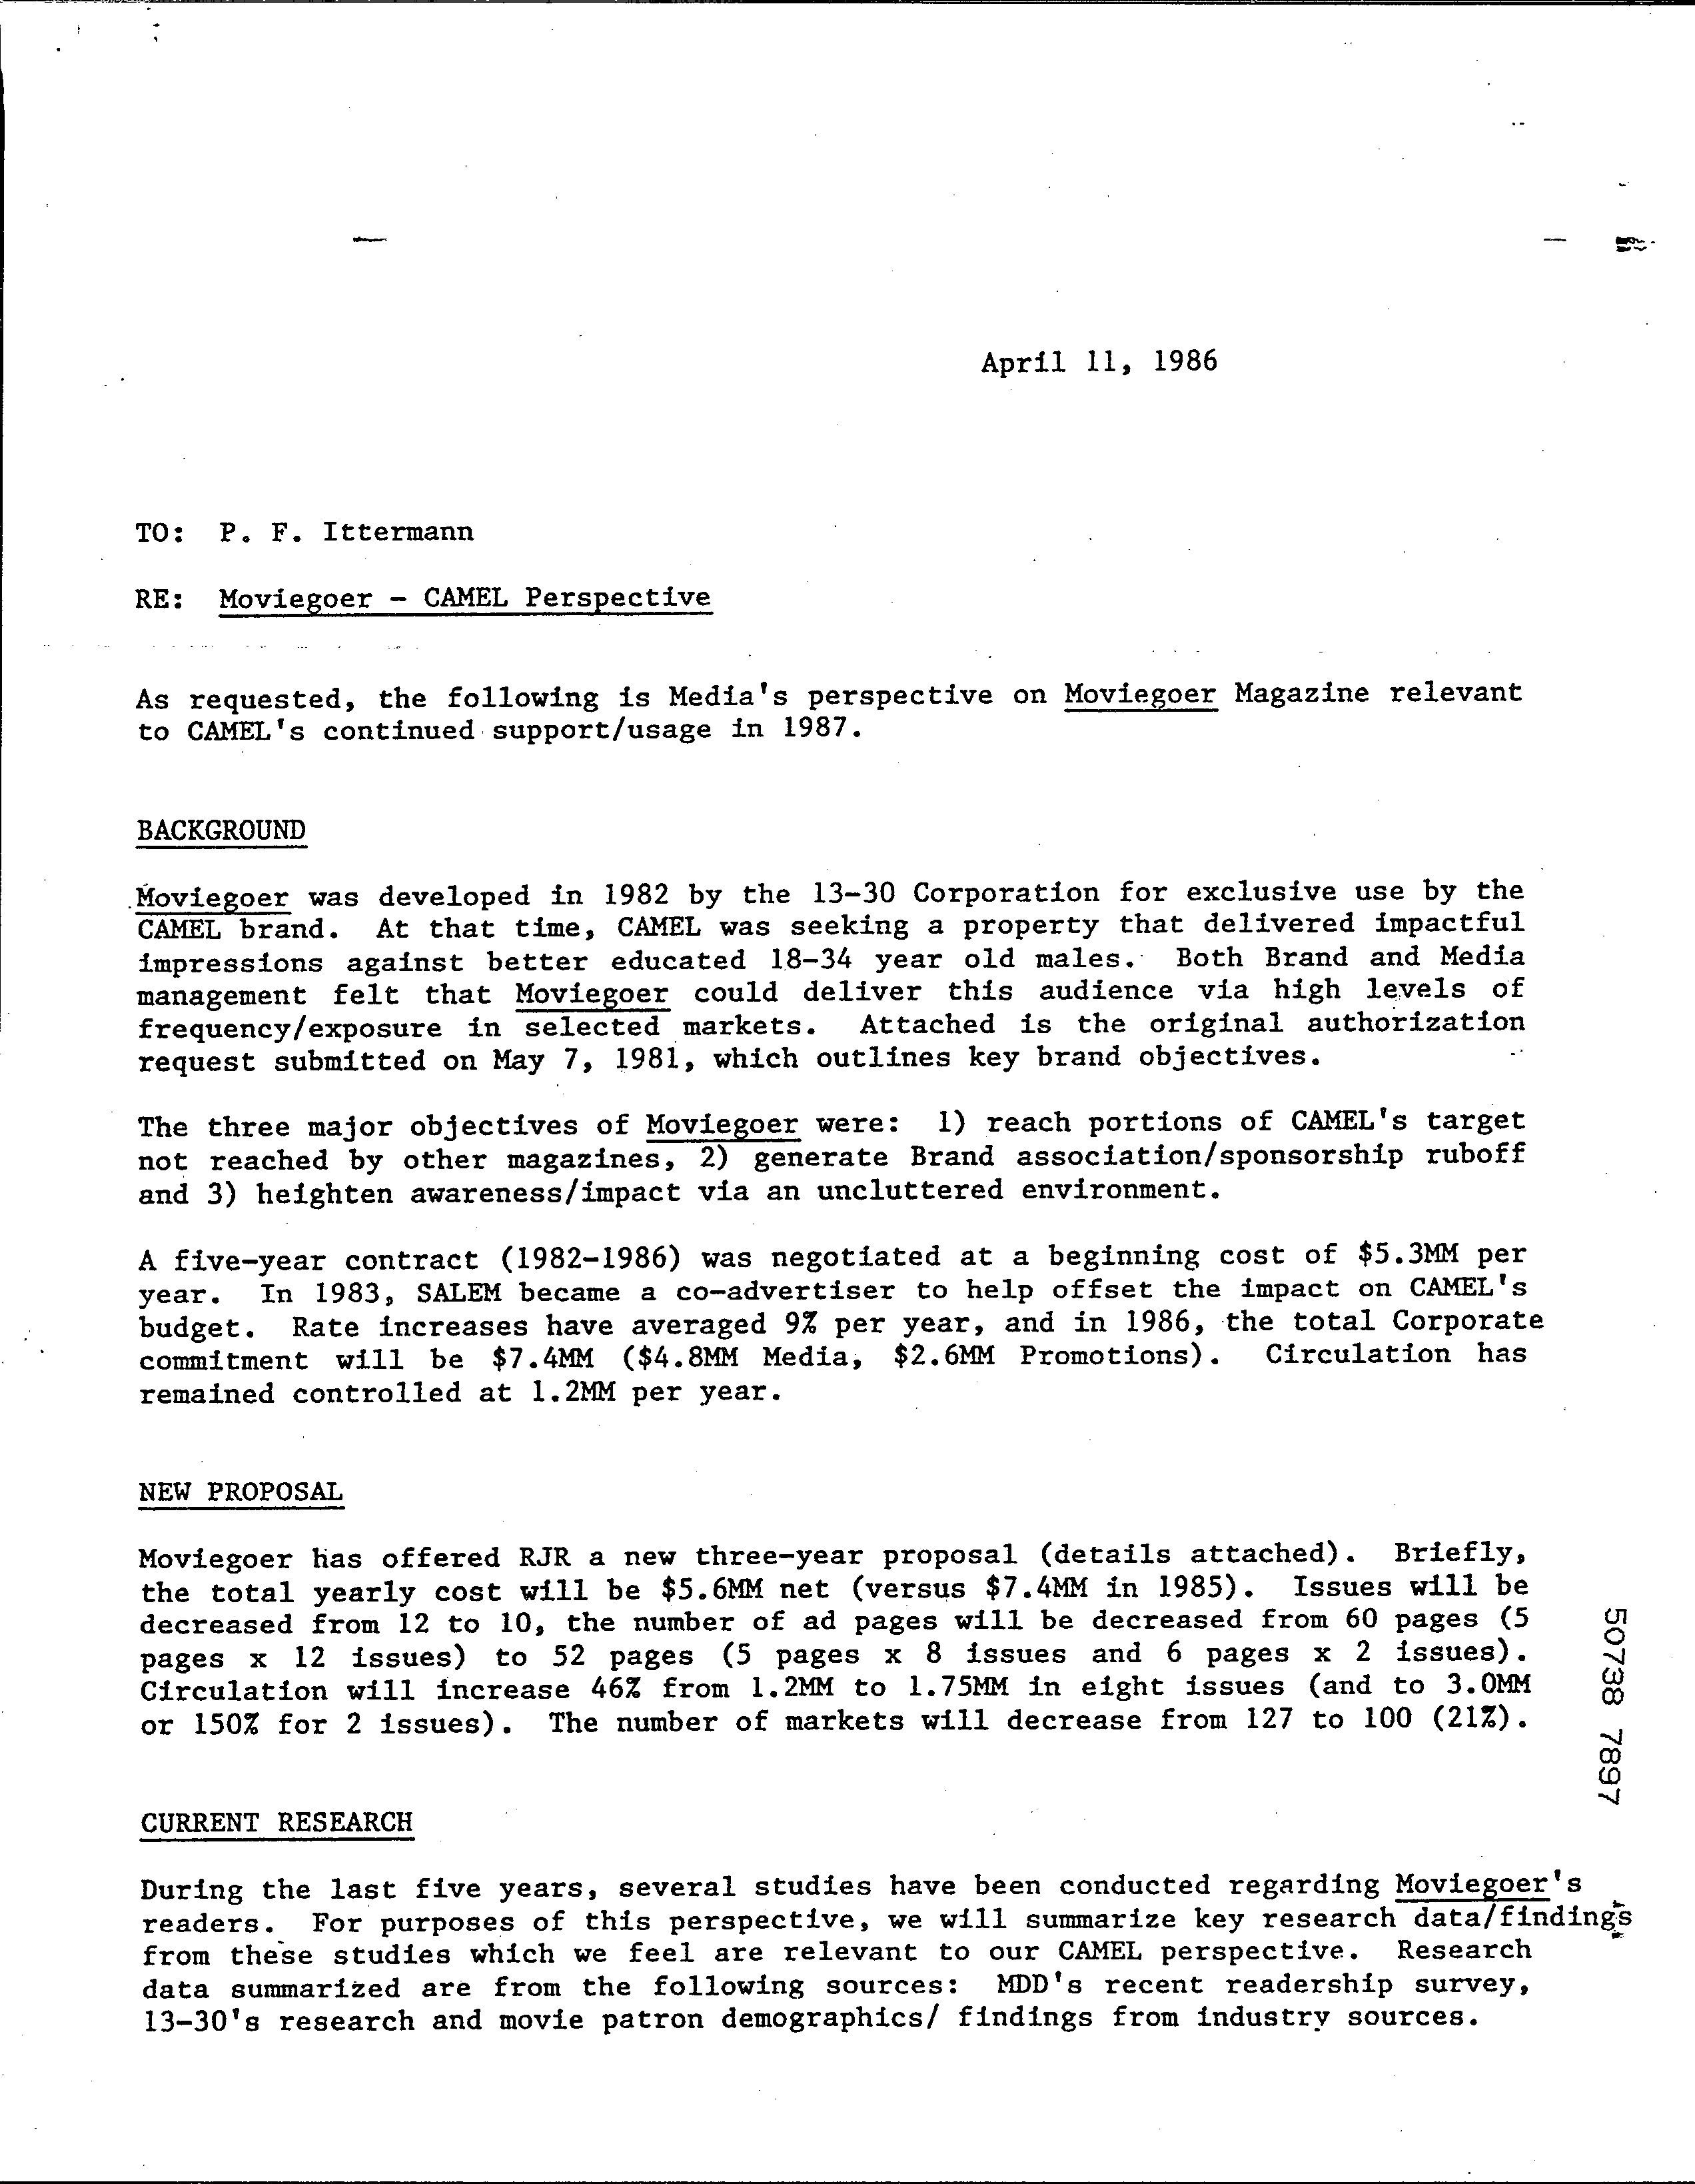 April 11, 1986
TO: P. F. Ittermann
RE: Moviegoer - CAMEL Perspective
As requested, the following is Media's perspective on Moviegoer Magazine relevant
to CAMEL's continued support/usage in 1987.
BACKGROUND
Moviegoer was developed in 1982 by the 13-30 Corporation for exclusive use by the
CAMEL brand. At that time, CAMEL was seeking a property that delivered impactful
impressions against better educated 18-34 year old males. Both Brand and Media
management felt that Moviegoer could deliver this audience via high levels of
frequency/exposure in selected markets. Attached is the original authorization
request submitted on May 7, 1981, which outlines key brand objectives.
The three major objectives of Moviegoer were: 1) reach portions of CAMEL's target
not reached by other magazines, 2) generate Brand association/sponsorship ruboff
and 3) heighten awareness/impact via an uncluttered environment.
A five-year contract (1982-1986) was negotiated at a beginning cost of $5.3MM per
year. In 1983, SALEM became a co-advertiser to help offset the impact on CAMEL's
budget. Rate increases have averaged 9% per year, and in 1986, the total Corporate
commitment will be $7.4MM ($4.8MM Media, $2.6MM Promotions). Circulation has
remained controlled at 1.2MM per year.
NEW PROPOSAL
Moviegoer has offered RJR a new three-year proposal (details attached). Briefly,
the total yearly cost will be $5.6MM net (versus $7.4MM in 1985). Issues will be
decreased from 12 to 10, the number of ad pages will be decreased from 60 pages (5
pages x 12 issues) to 52 pages (5 pages x 8 issues and 6 pages x 2 issues).
Circulation will increase 46% from 1.2MM to 1.75MM in eight issues (and to 3.0MM
or 150% for 2 issues). The number of markets will decrease from 127 to 100 (21%).
CURRENT RESEARCH
During the last five years, several studies have been conducted regarding Moviegoer's
readers. For purposes of this perspective, we will summarize key research data/findings
from these studies which we feel are relevant to our CAMEL perspective. Research
data summarized are from the following sources: MDD's recent readership survey,
13-30's research and movie patron demographics/ findings from industry sources.
50738 7897